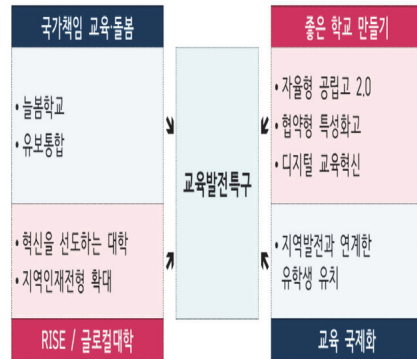 국가책임 교육·돌봄
• 늘봄학교
• 유보통합
• 혁신을 선도하는 대학
• 지역인재전형 확대
RISE / 글로컬대학
교육발전특구
좋은 학교 만들기
• 자율형 공립고 2.0
• 협약형 특성화고
• 디지털 교육혁신
• 지역발전과 연계한
유학생 유치
교육 국제화